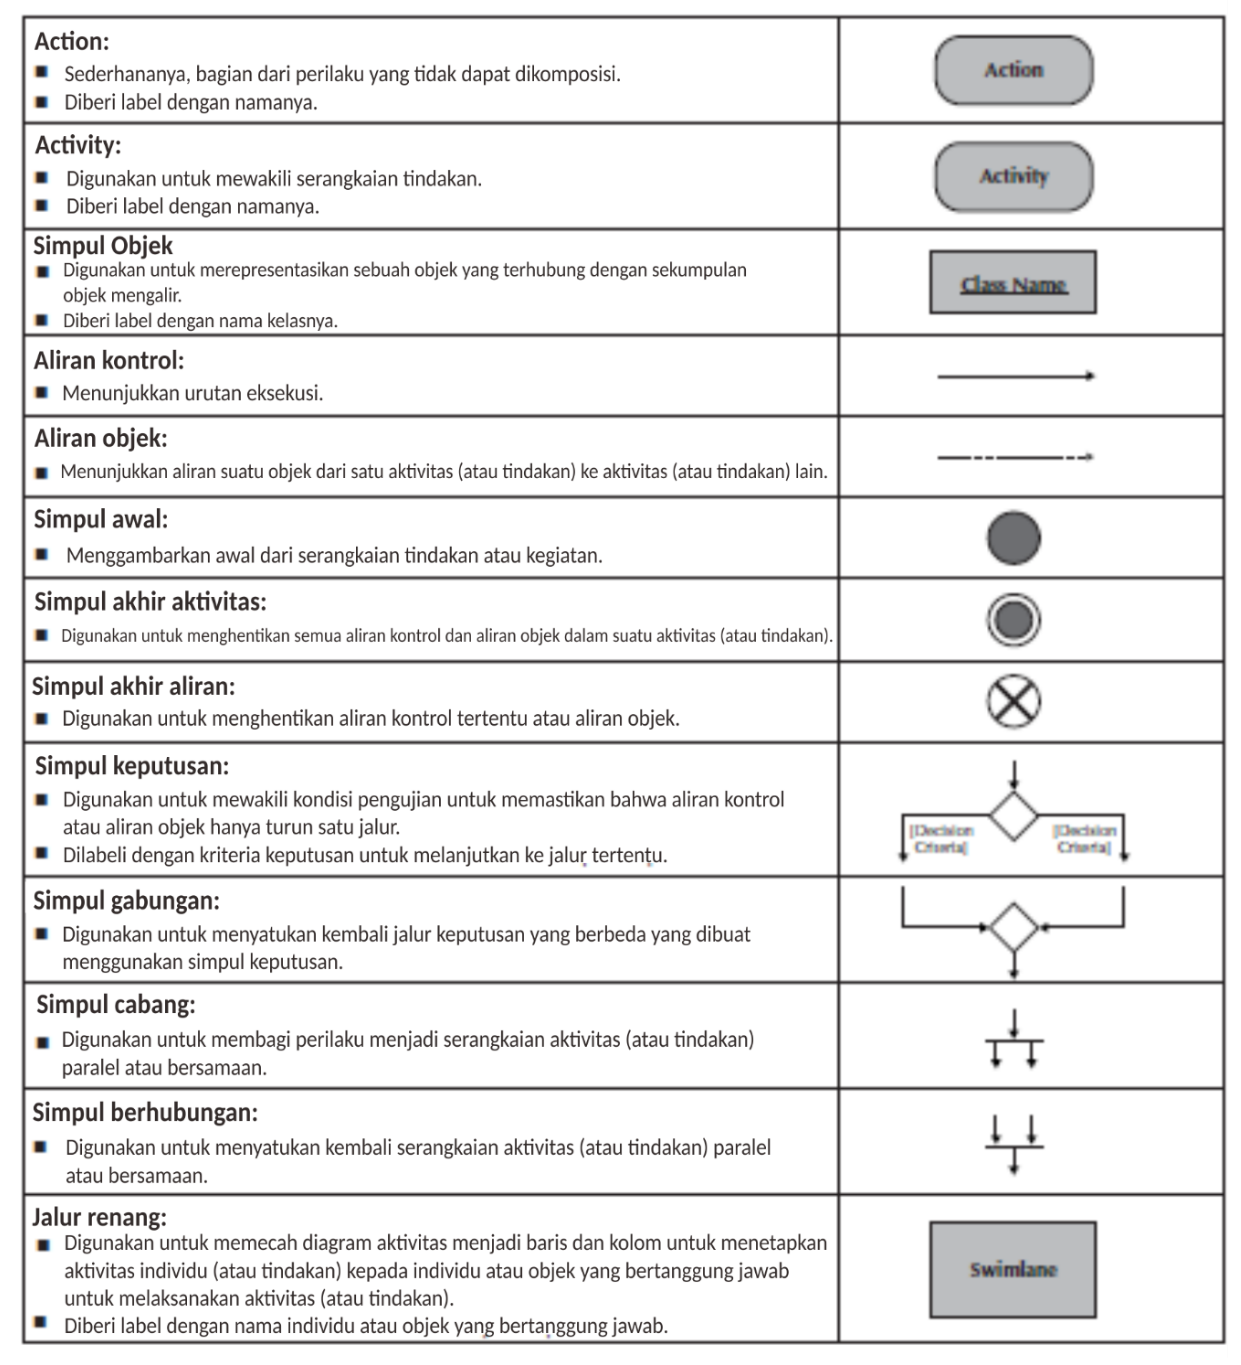 Action:
Sederhananya, bagian dari perilaku yang tidak dapat dikomposisi.
Diberi label dengan namanya.
Action
Activity:
Digunakan untuk mewakili serangkaian tindakan.
Diberi label dengan namanya.
Activity
Simpul Objek
Digunakan untuk merepresentasikan sebuah objek yang terhubung dengan sekumpulan
objek mengalir.
Diberi label dengan nama kelasnya.
Class Name
Aliran kontrol:
Menunjukkan urutan eksekusi.
Aliran objek:
Menunjukkan aliran suatu objek dari satu aktivitas (atau tindakan) ke aktivitas (atau tindakan) lain.
Simpul awal:
Menggambarkan awal dari serangkaian tindakan atau kegiatan.
Simpul akhir aktivitas:
Digunakan untuk menghentikan semua aliran kontrol dan aliran objek dalam suatu aktivitas (atau tindakan).
Simpul akhir aliran:
Digunakan untuk menghentikan aliran kontrol tertentu atau aliran objek.
Simpul keputusan:
Digunakan untuk mewakili kondisi pengujian untuk memastikan bahwa aliran kontrol
atau aliran objek hanya turun satu jalur.
Dilabeli dengan kriteria keputusan untuk melanjutkan ke jalur tertentu.
[Decision
Criteria]
[Decision
Criteria]
Simpul gabungan:
Digunakan untuk menyatukan kembali jalur keputusan yang berbeda yang dibuat
menggunakan simpul keputusan.
Simpul cabang:
Digunakan untuk membagi perilaku menjadi serangkaian aktivitas (atau tindakan)
paralel atau bersamaan.
Simpul berhubungan:
Digunakan untuk menyatukan kembali serangkaian aktivitas (atau tindakan) paralel
atau bersamaan.
Jalur renang:
Digunakan untuk memecah diagram aktivitas menjadi baris dan kolom untuk menetapkan
aktivitas individu (atau tindakan) kepada individu atau objek yang bertanggung jawab
untuk melaksanakan aktivitas (atau tindakan).
Diberi label dengan nama individu atau objek yang bertanggung jawab.
Swimlane